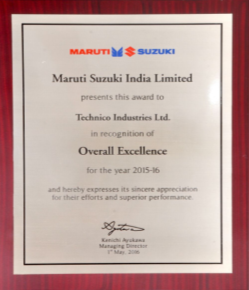 MARUTI SUZUKI
Maruti Suzuki India Limited
presents this award to
Technico Industries Ltd.
in recognition of
Overall Excellence
for the year 2015-16
and hereby expresses its sincere appreciation
for their efforts and superior performance.
Kenichi Ayukawa
Managing Director
1st May, 2016